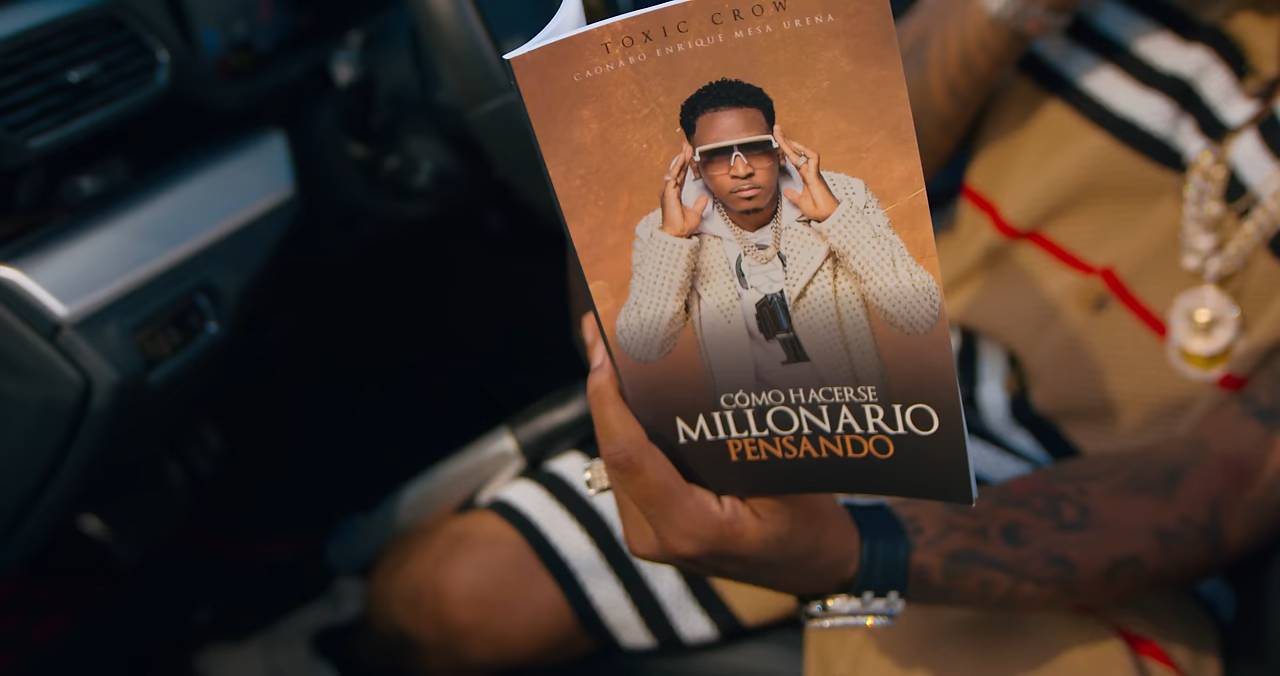 TOXIC CROW
CAONABO ENRIQUE MESA UREÑA
CÓMO HACERSE
MILLONARIO
PENSANDO